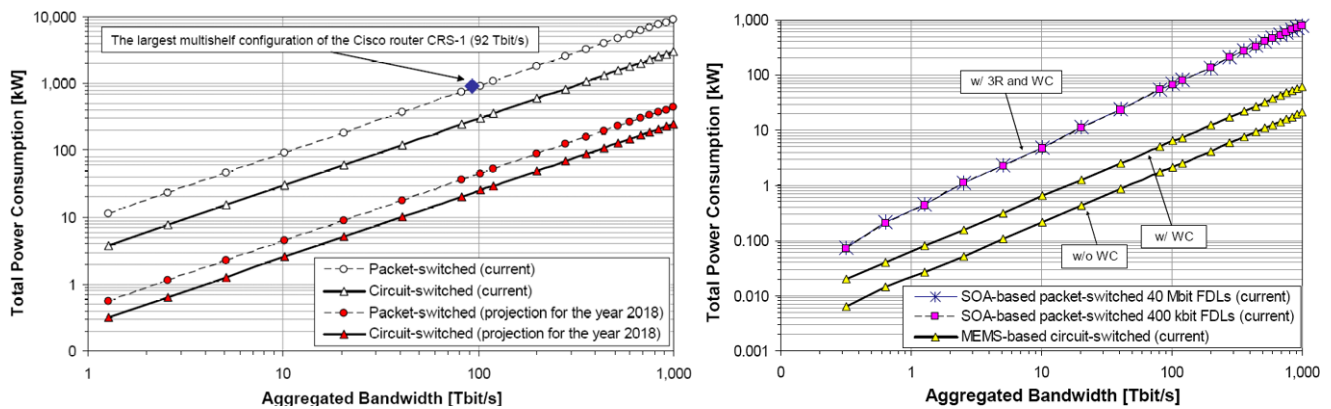 Total Power Consumption [kW]
10,000
1,000
100
10
1
0
The largest multishelf configuration of the Cisco router CRS-1 (92 Tbit/s)
Packet-switched (current)
Circuit-switched (current)
Packet-switched (projection for the year 2018)
Circuit-switched (projection for the year 2018)
1
10
100
1,000
Aggregated Bandwidth [Tbit/s]
Total Power Consumption [kW]
1,000
100
10
1
0.100
0.010
0.001
w/ 3R and WC
w/ WC
w/o WC
SOA-based packet-switched 40 Mbit FDLs (current)
SOA-based packet-switched 400 kbit FDLs (current)
MEMS-based circuit-switched (current)
0
1
10
100
1,000
Aggregated Bandwidth [Tbit/s]